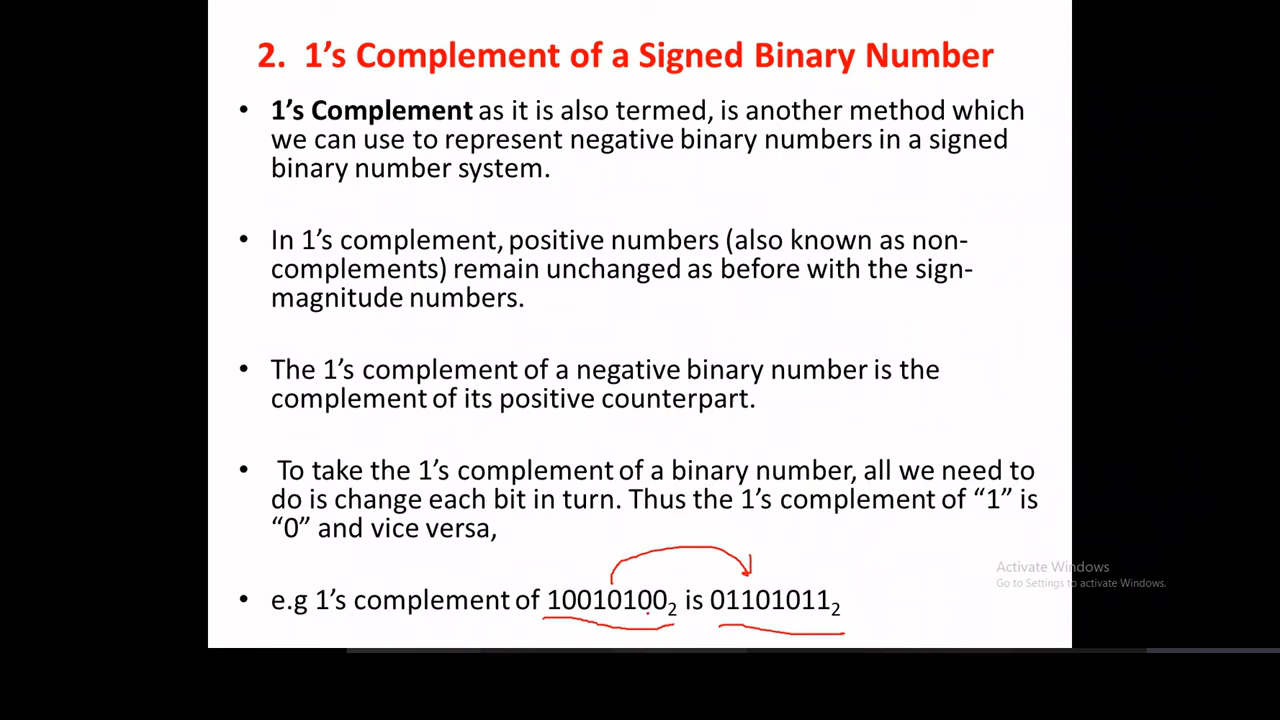 2. 1’s Complement of a Signed Binary Number
• 1’s Complement as it is also termed, is another method which
we can use to represent negative binary numbers in a signed
binary number system.
• In 1’s complement, positive numbers (also known as non-
complements) remain unchanged as before with the sign-
magnitude numbers.
• The 1’s complement of a negative binary number is the
complement of its positive counterpart.
• To take the 1’s complement of a binary number, all we need to
do is change each bit in turn. Thus the 1’s complement of “1” is
“0” and vice versa,
• e.g 1’s complement of 10010100₂ is 01101011₂
Activate Windows
Go to Settings to activate Windows.